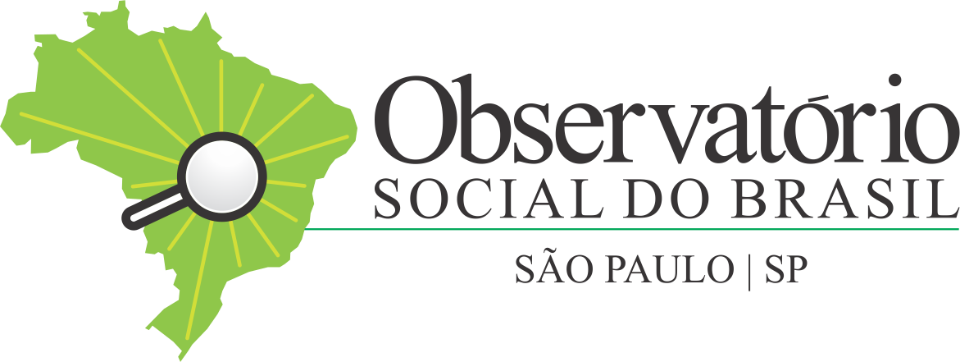 Observatório
SOCIAL DO BRASIL
SÃO PAULO | SP